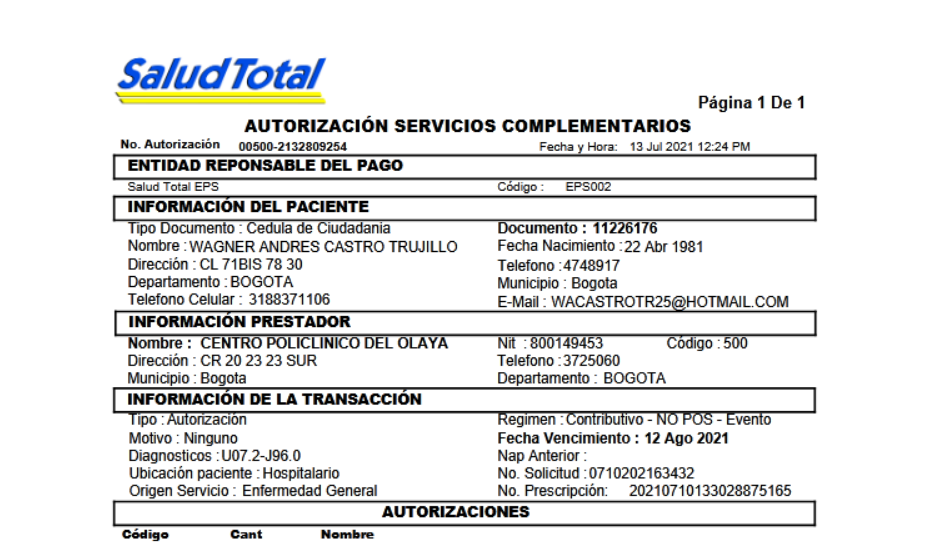 Salud Total
Página 1 De 1
AUTORIZACIÓN SERVICIOS COMPLEMENTARIOS
No. Autorización 00500-2132809254 Fecha y Hora: 13 Jul 2021 12:24 PM
ENTIDAD REPONSABLE DEL PAGO
Salud Total EPS Código : EPS002
INFORMACIÓN DEL PACIENTE
Tipo Documento : Cedula de Ciudadania Documento : 11226176
Nombre : WAGNER ANDRES CASTRO TRUJILLO Fecha Nacimiento : 22 Abr 1981
Dirección : CL 71BIS 78 30 Telefono : 4748917
Departamento : BOGOTA Municipio : Bogota
Telefono Celular : 3188371106 E-Mail : WACASTROTR25@HOTMAIL.COM
INFORMACIÓN PRESTADOR
Nombre : CENTRO POLICLINICO DEL OLAYA Nit : 800149453 Código : 500
Dirección : CR 20 23 23 SUR Telefono : 3725060
Municipio : Bogota Departamento : BOGOTA
INFORMACIÓN DE LA TRANSACCIÓN
Tipo : Autorización Regimen : Contributivo - NO POS - Evento
Motivo : Ninguno Fecha Vencimiento : 12 Ago 2021
Diagnosticos : U07.2-J96.0 Nap Anterior :
Ubicación paciente : Hospitalario No. Solicitud : 0710202163432
Origen Servicio : Enfermedad General No. Prescripción: 20210710133028875165
AUTORIZACIONES
Código Cant Nombre